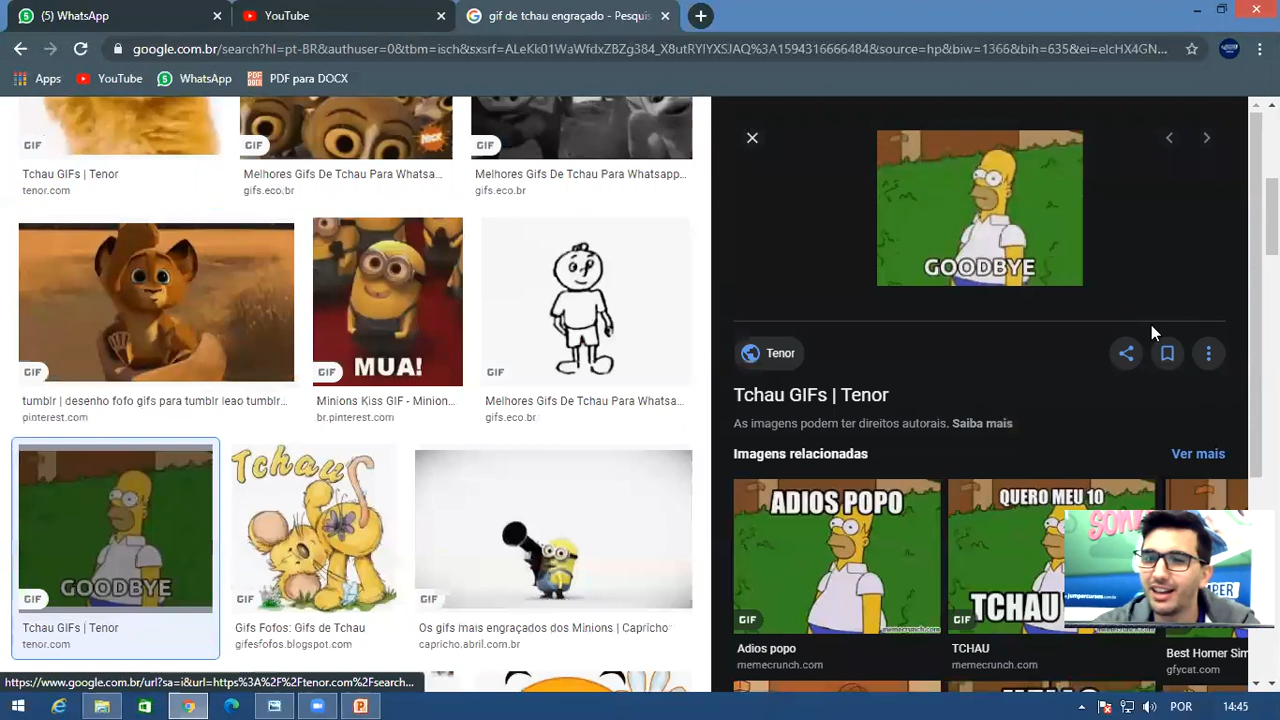 (5) WhatsApp
YouTube
gif de tchau engraçado - Pesquis
google.com.br/search?hl=pt-BR&authuser=0&tbm=isch&sxsrf=ALeKk01WaWfdxZBZg384_X8utRYIYXSJAQ%3A1594316666484&source=hp&biw=1366&bih=635&ei=elcHX4GN...
Apps
YouTube
WhatsApp
PDF para DOCX
GIF
GIF
NICK
GIF
Tchau GIFs | Tenor
tenor.com
Melhores Gifs De Tchau Para Whatsa...
gifs.eco.br
Melhores Gifs De Tchau Para Whatsapp...
gifs.eco.br
GIF
MUA!
GIF
GIF
tumblr | desenho fofo gifs para tumblr leao tumblr...
pinterest.com
Minions Kiss GIF - Minion...
br.pinterest.com
Melhores Gifs De Tchau Para Whatsa...
gifs.eco.br
GOODBYE
GIF
Tchau
GIF
GIF
Tchau GIFs | Tenor
tenor.com
Gifs Fofos: Gifs de Tchau
gifesfofos.blogspot.com
Os gifs mais engraçados dos Minions | Capricho
capricho.abril.com.br
https://www.google.com.br/url?sa=i&url=https%3A%2F%2Ftenor.com%2Fsearch...
GOODBYE
Tenor
Tchau GIFs | Tenor
As imagens podem ter direitos autorais. Saiba mais
Imagens relacionadas
Ver mais
ADIOS POPO
GIF
memecrunch.com
QUERO MEU 10
TCHAU
GIF
Adios popo
memecrunch.com
TCHAU
memecrunch.com
Best Homer Sim
gfycat.com
www.jumpercursos.com.br
POR
14:45